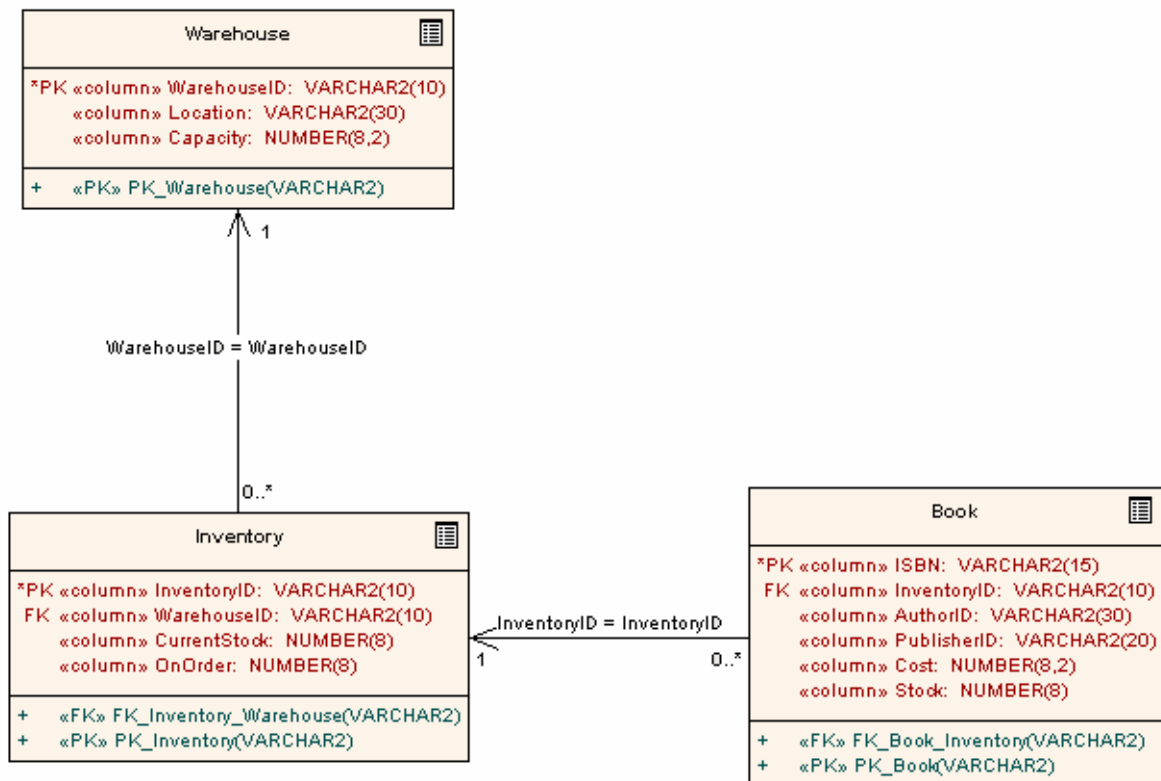 Warehouse
*PK «column» WarehouseID: VARCHAR2(10)
«column» Location: VARCHAR2(30)
«column» Capacity: NUMBER(8,2)
+ «PK» PK_Warehouse(VARCHAR2)
1
WarehouseID = WarehouseID
0..*
Inventory
*PK «column» InventoryID: VARCHAR2(10)
FK «column» WarehouseID: VARCHAR2(10)
«column» CurrentStock: NUMBER(8)
«column» OnOrder: NUMBER(8)
+ «FK» FK_Inventory_Warehouse(VARCHAR2)
+ «PK» PK_Inventory(VARCHAR2)
InventoryID = InventoryID
1
0..*
Book
*PK «column» ISBN: VARCHAR2(15)
FK «column» InventoryID: VARCHAR2(10)
«column» AuthorID: VARCHAR2(30)
«column» PublisherID: VARCHAR2(20)
«column» Cost: NUMBER(8,2)
«column» Stock: NUMBER(8)
+ «FK» FK_Book_Inventory(VARCHAR2)
+ «PK» PK_Book(VARCHAR2)